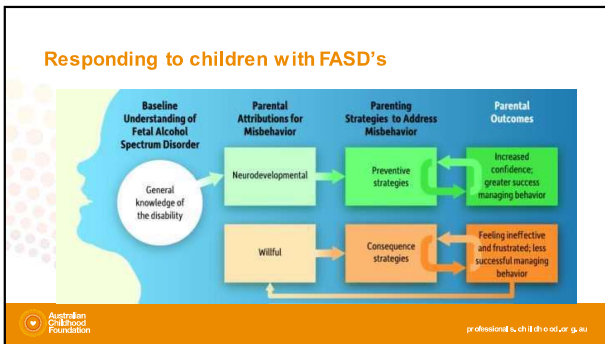 Responding to children with FASD's
Baseline
Understanding of
Fetal Alcohol
Spectrum Disorder
Parental
Attributions for
Misbehavior
Parenting
Strategies to Address
Misbehavior
Parental
Outcomes
General
knowledge of
the disability
Neurodevelopmental
Preventive
strategies
Increased
confidence;
greater success
managing behavior
Willful
Consequence
strategies
Feeling ineffective
and frustrated; less
successful managing
behavior
Australian
Childhood
Foundation
professionals.childhood.org.au